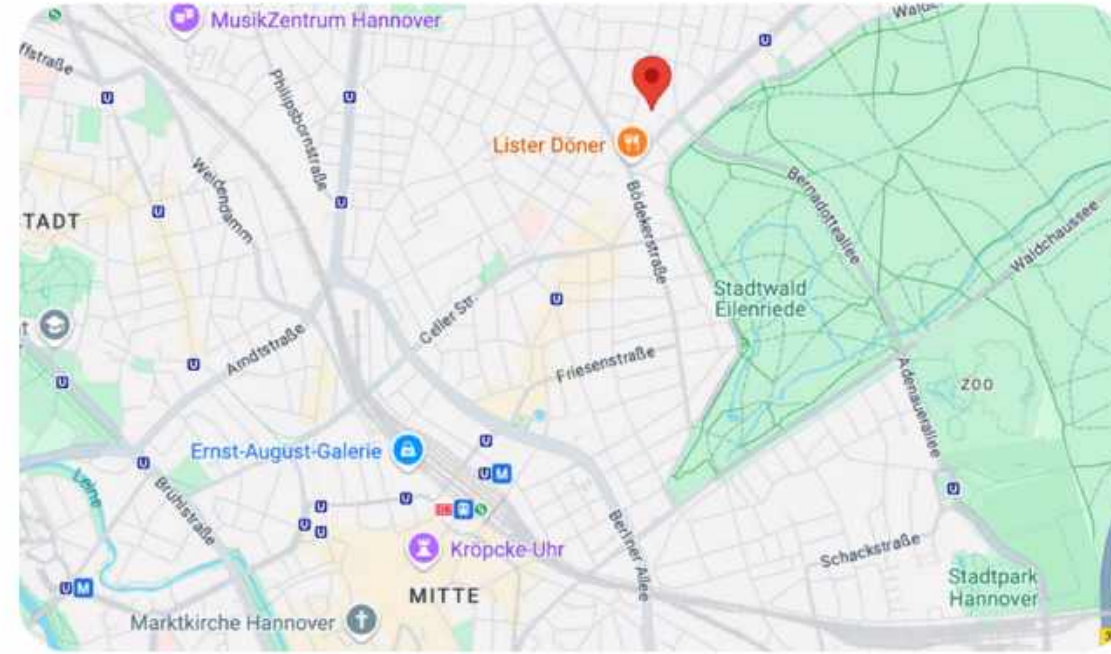 MusikZentrum Hannover
ffstraße
Philipsbornstraße
Lister Döner
Weidendamm
Bödekerstraße
Bernadotteallee
Waldchaussee
TADT
Stadtwald
Eilenriede
Celler Str.
Arndtstraße
Friesenstraße
ZOO
Adenauerallee
Ernst-August-Galerie
Leine
Brühlstraße
Kröpcke-Uhr
Berliner Allee
Schackstraße
MITTE
Stadtpark
Hannover
Marktkirche Hannover
U
M